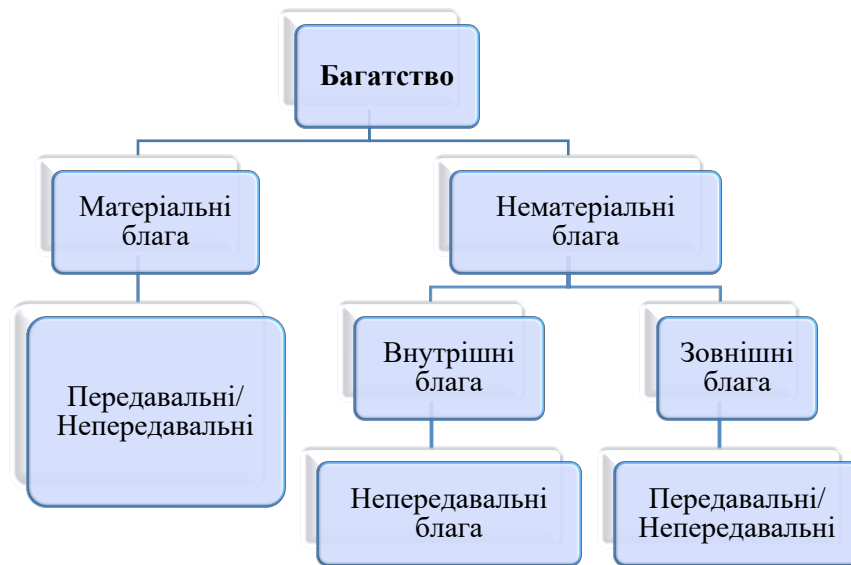 Багатство
Матеріальні
блага
Нематеріальні
блага
Передавальні/
Непередавальні
Внутрішні
блага
Зовнішні
блага
Непередавальні
блага
Передавальні/
Непередавальні